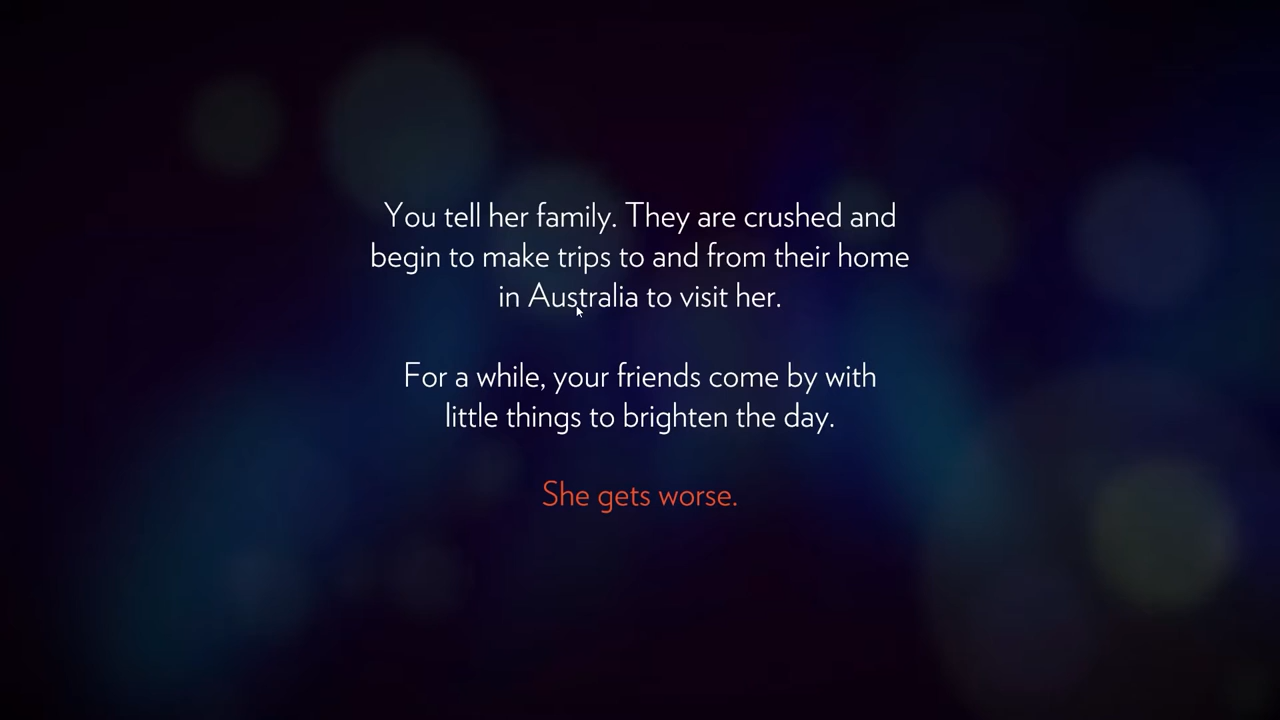 You tell her family. They are crushed and
begin to make trips to and from their home
in Australia to visit her.
For a while, your friends come by with
little things to brighten the day.
She gets worse.